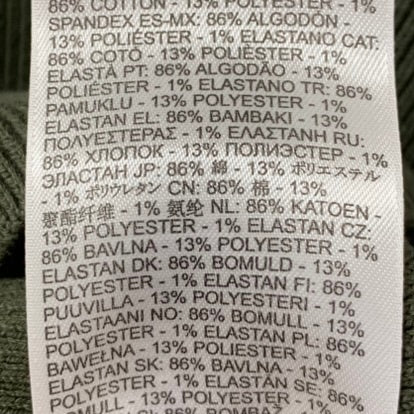 86% COTTON - 13% POLYESTER - 1%
SPANDEX ES-MX: 86% ALGODÓN -
13% POLIÉSTER - 1% ELASTANO CAT:
86% COTÓ - 13% POLIÈSTER - 1%
ELASTÀ PT: 86% ALGODÃO - 13%
POLIÉSTER - 1% ELASTANO TR: 86%
PAMUKLU - 13% POLYESTER - 1%
ELASTAN EL: 86% ΒΑΜΒΑΚΙ - 13%
ΠΟΛΥΕΣΤΕΡΑΣ - 1% ΕΛΑΣΤΑΝΗ RU:
86% ХЛОПОК - 13% ПОЛИЭСТЕР - 1%
ЭЛАСТАН JP: 86% 綿 - 13% ポリエステル
- 1% ポリウレタン CN: 86% 棉 - 13%
聚酯纤维 - 1% 氨纶 NL: 86% KATOEN -
13% POLYESTER - 1% ELASTAN CZ:
86% BAVLNA - 13% POLYESTER - 1%
ELASTAN DK: 86% BOMULD - 13%
POLYESTER - 1% ELASTAN FI: 86%
PUUVILLA - 13% POLYESTERI - 1%
ELASTAANI NO: 86% BOMULL - 13%
POLYESTER - 1% ELASTAN PL: 86%
BAWEŁNA - 13% POLIESTER - 1%
ELASTAN SK: 86% BAVLNA - 13%
POLYESTER - 1% ELASTÁN SE: 86%
BOMULL - 13% POLYESTER - 1%
86%